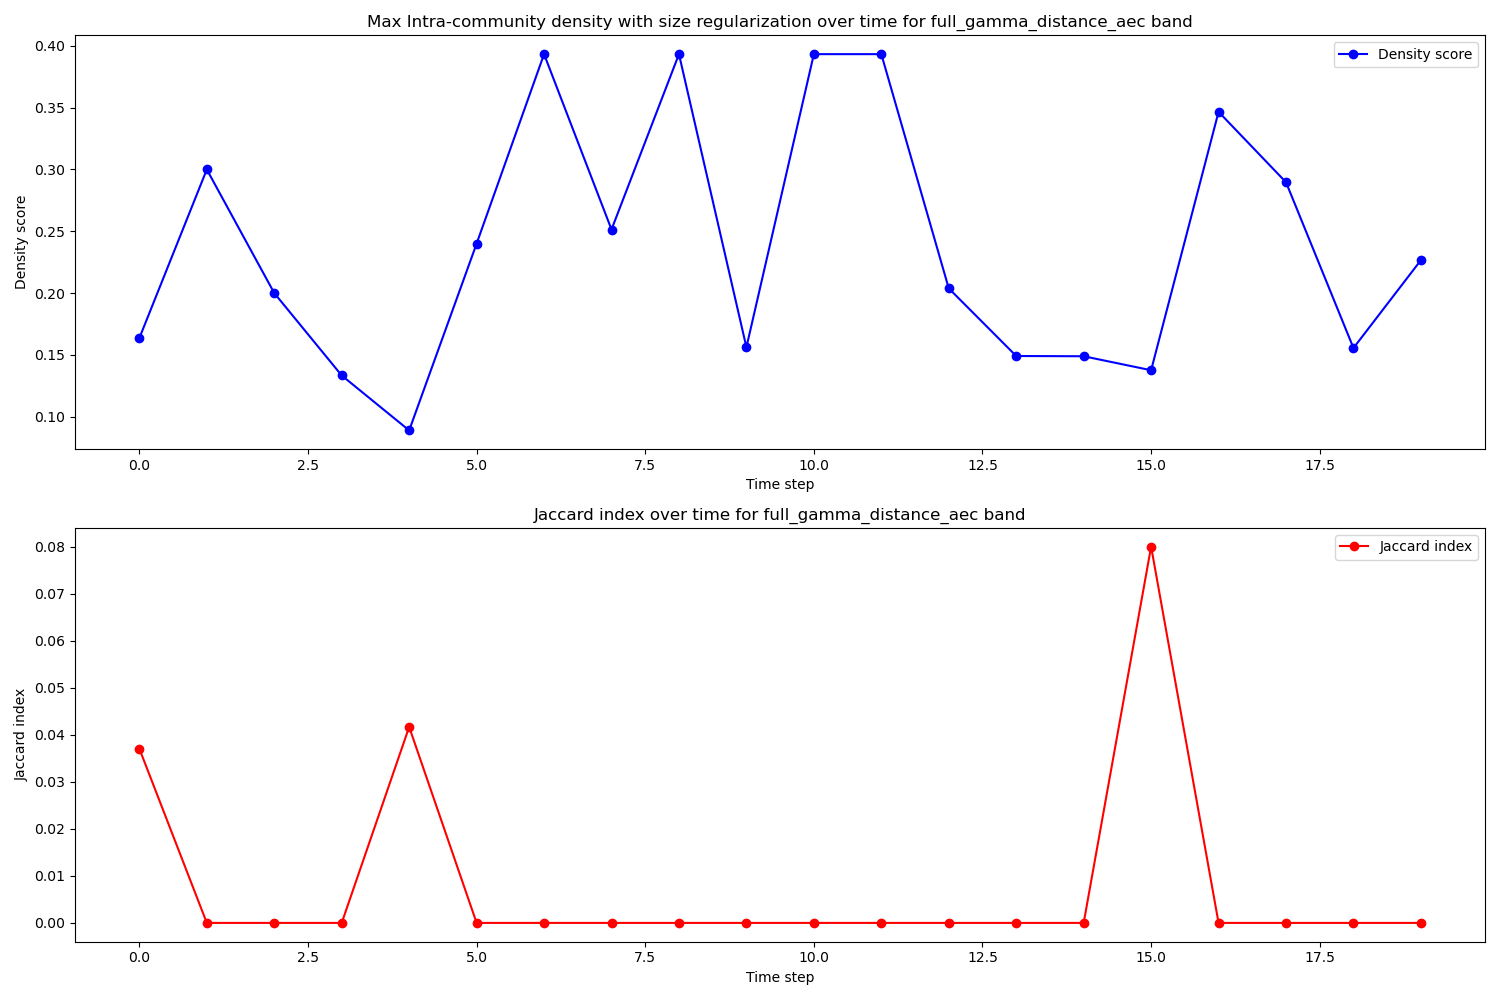 Max Intra-community density with size regularization over time for full_gamma_distance_aec band
Density score
0.40
0.35
0.30
0.25
0.20
0.15
0.10
Density score
0.0 2.5 5.0 7.5 10.0 12.5 15.0 17.5
Time step
Jaccard index over time for full_gamma_distance_aec band
Jaccard index
0.08
0.07
0.06
0.05
0.04
0.03
0.02
0.01
0.00
Jaccard index
0.0 2.5 5.0 7.5 10.0 12.5 15.0 17.5
Time step